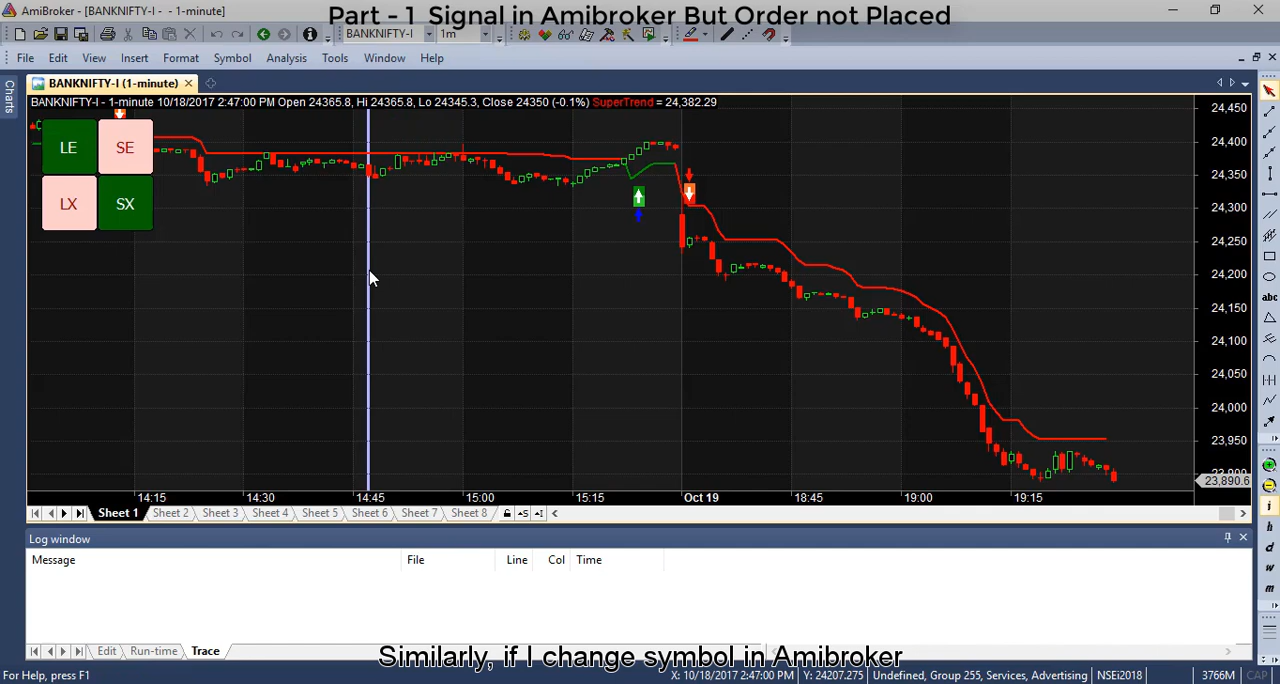 AmiBroker - [BANKNIFTY-I - - 1-minute]
Part - 1 Signal in Amibroker But Order not Placed
BANKNIFTY-I
1m
File Edit View Insert Format Symbol Analysis Tools Window Help
Charts
BANKNIFTY-I (1-minute)
BANKNIFTY-I - 1-minute 10/18/2017 2:47:00 PM Open 24365.8, Hi 24365.8, Lo 24345.3, Close 24350 (-0.1%) SuperTrend = 24,382.29
LE SE
LX SX
24,450
24,400
24,350
24,300
24,250
24,200
24,150
24,100
24,050
24,000
23,950
23,900
23,890.6
14:15 14:30 14:45 15:00 15:15 Oct 19 18:45 19:00 19:15
Sheet 1 Sheet 2 Sheet 3 Sheet 4 Sheet 5 Sheet 6 Sheet 7 Sheet 8
abc
i
h
d
w
m
Log window
Message File Line Col Time
Edit Run-time Trace
Similarly, if I change symbol in Amibroker
For Help, press F1
X: 10/18/2017 2:47:00 PM Y: 24207.275 Undefined, Group 255, Services, Advertising NSEi2018 3766M CAP